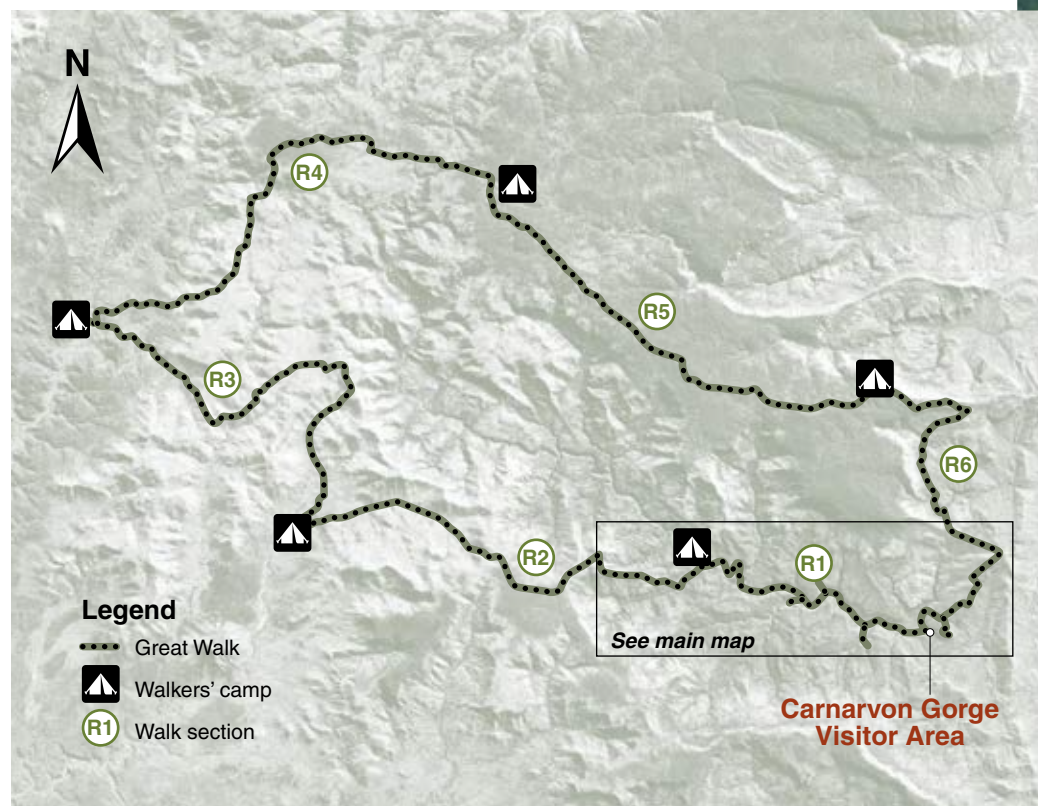 N
R4
R5
R3
R6
R2
R1
See main map
Legend
Great Walk
Walkers' camp
R1
Walk section
Carnarvon Gorge
Visitor Area